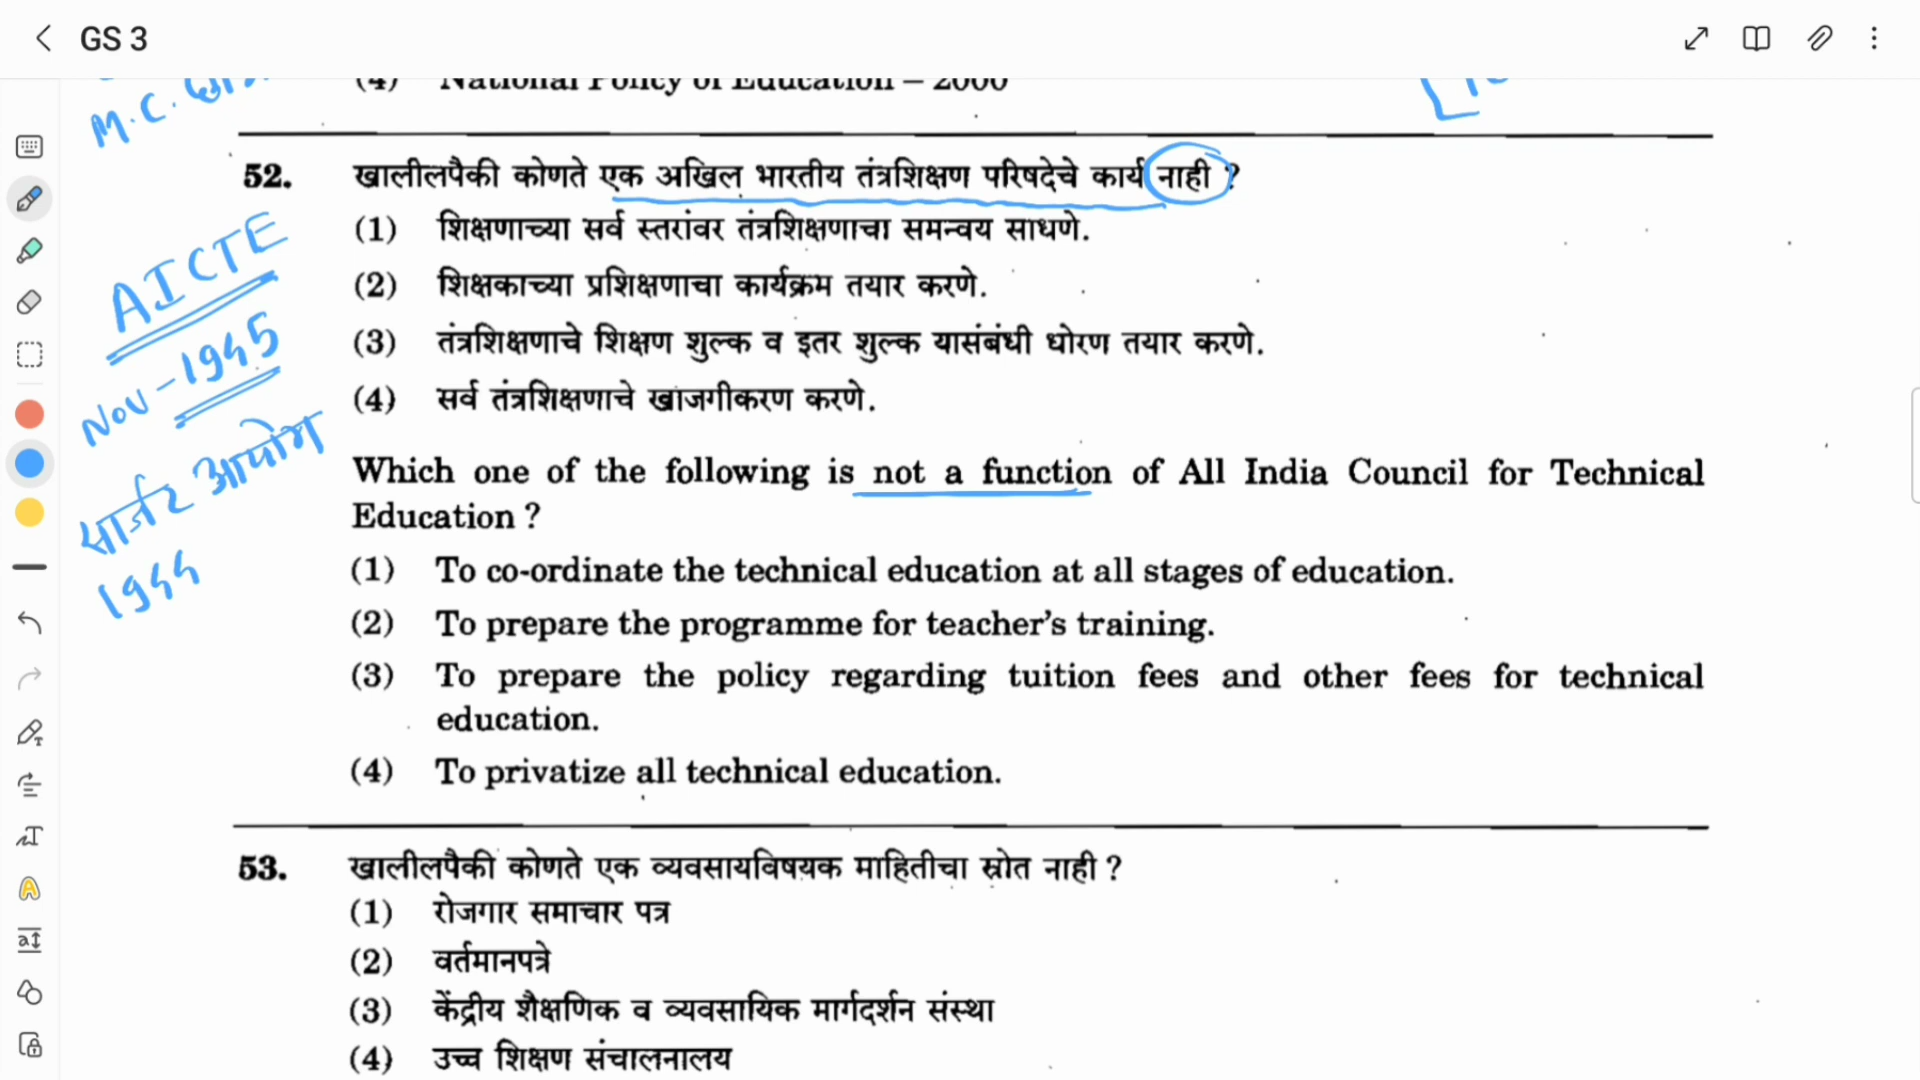 GS 3
(4) National Policy of Education – 2000
M.C.
52. खालीलपैकी कोणते एक अखिल भारतीय तंत्रशिक्षण परिषदेचे कार्य नाही ?
(1) शिक्षणाच्या सर्व स्तरांवर तंत्रशिक्षणाचा समन्वय साधणे.
(2) शिक्षकाच्या प्रशिक्षणाचा कार्यक्रम तयार करणे.
(3) तंत्रशिक्षणाचे शिक्षण शुल्क व इतर शुल्क यासंबंधी धोरण तयार करणे.
(4) सर्व तंत्रशिक्षणाचे खाजगीकरण करणे.
AICTE
Nov - 1945
सार्जंट आयोग
1944
Which one of the following is not a function of All India Council for Technical
Education ?
(1) To co-ordinate the technical education at all stages of education.
(2) To prepare the programme for teacher's training.
(3) To prepare the policy regarding tuition fees and other fees for technical
education.
(4) To privatize all technical education.
53. खालीलपैकी कोणते एक व्यवसायविषयक माहितीचा स्रोत नाही ?
(1) रोजगार समाचार पत्र
(2) वर्तमानपत्रे
(3) केंद्रीय शैक्षणिक व व्यवसायिक मार्गदर्शन संस्था
(4) उच्च शिक्षण संचालनालय